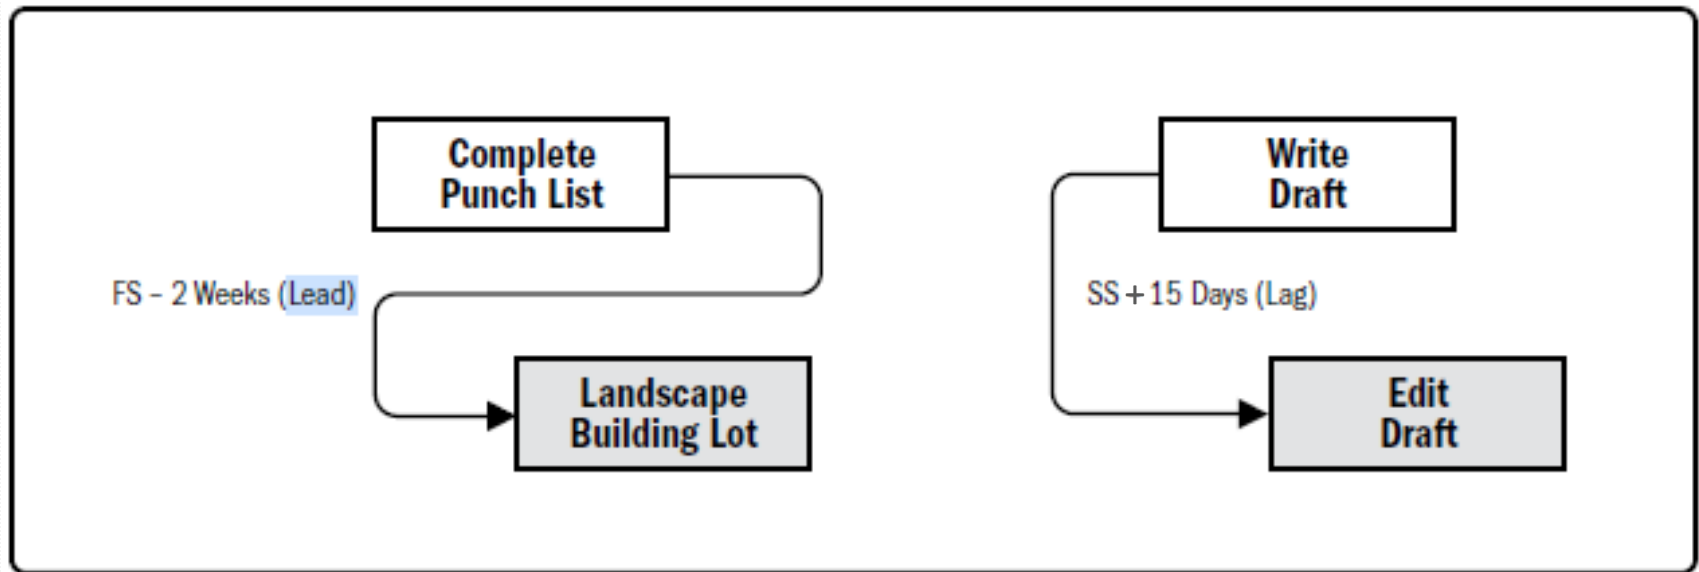 Complete
Punch List
FS – 2 Weeks (Lead)
Landscape
Building Lot
Write
Draft
SS + 15 Days (Lag)
Edit
Draft